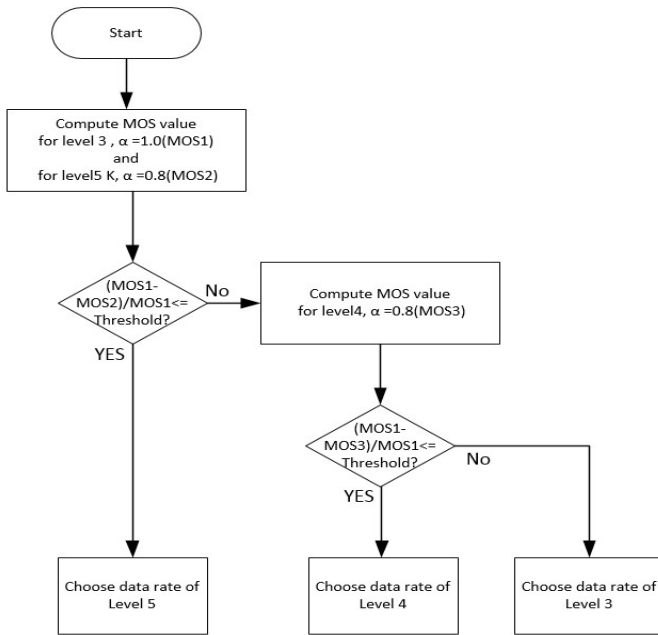 Start
Compute MOS value
for level 3 , α =1.0(MOS1)
and
for level5 K, α =0.8(MOS2)
(MOS1-
MOS2)/MOS1<=
Threshold?
No
YES
Compute MOS value
for level4, α =0.8(MOS3)
(MOS1-
MOS3)/MOS1<=
Threshold?
No
YES
Choose data rate of
Level 5
Choose data rate of
Level 4
Choose data rate of
Level 3